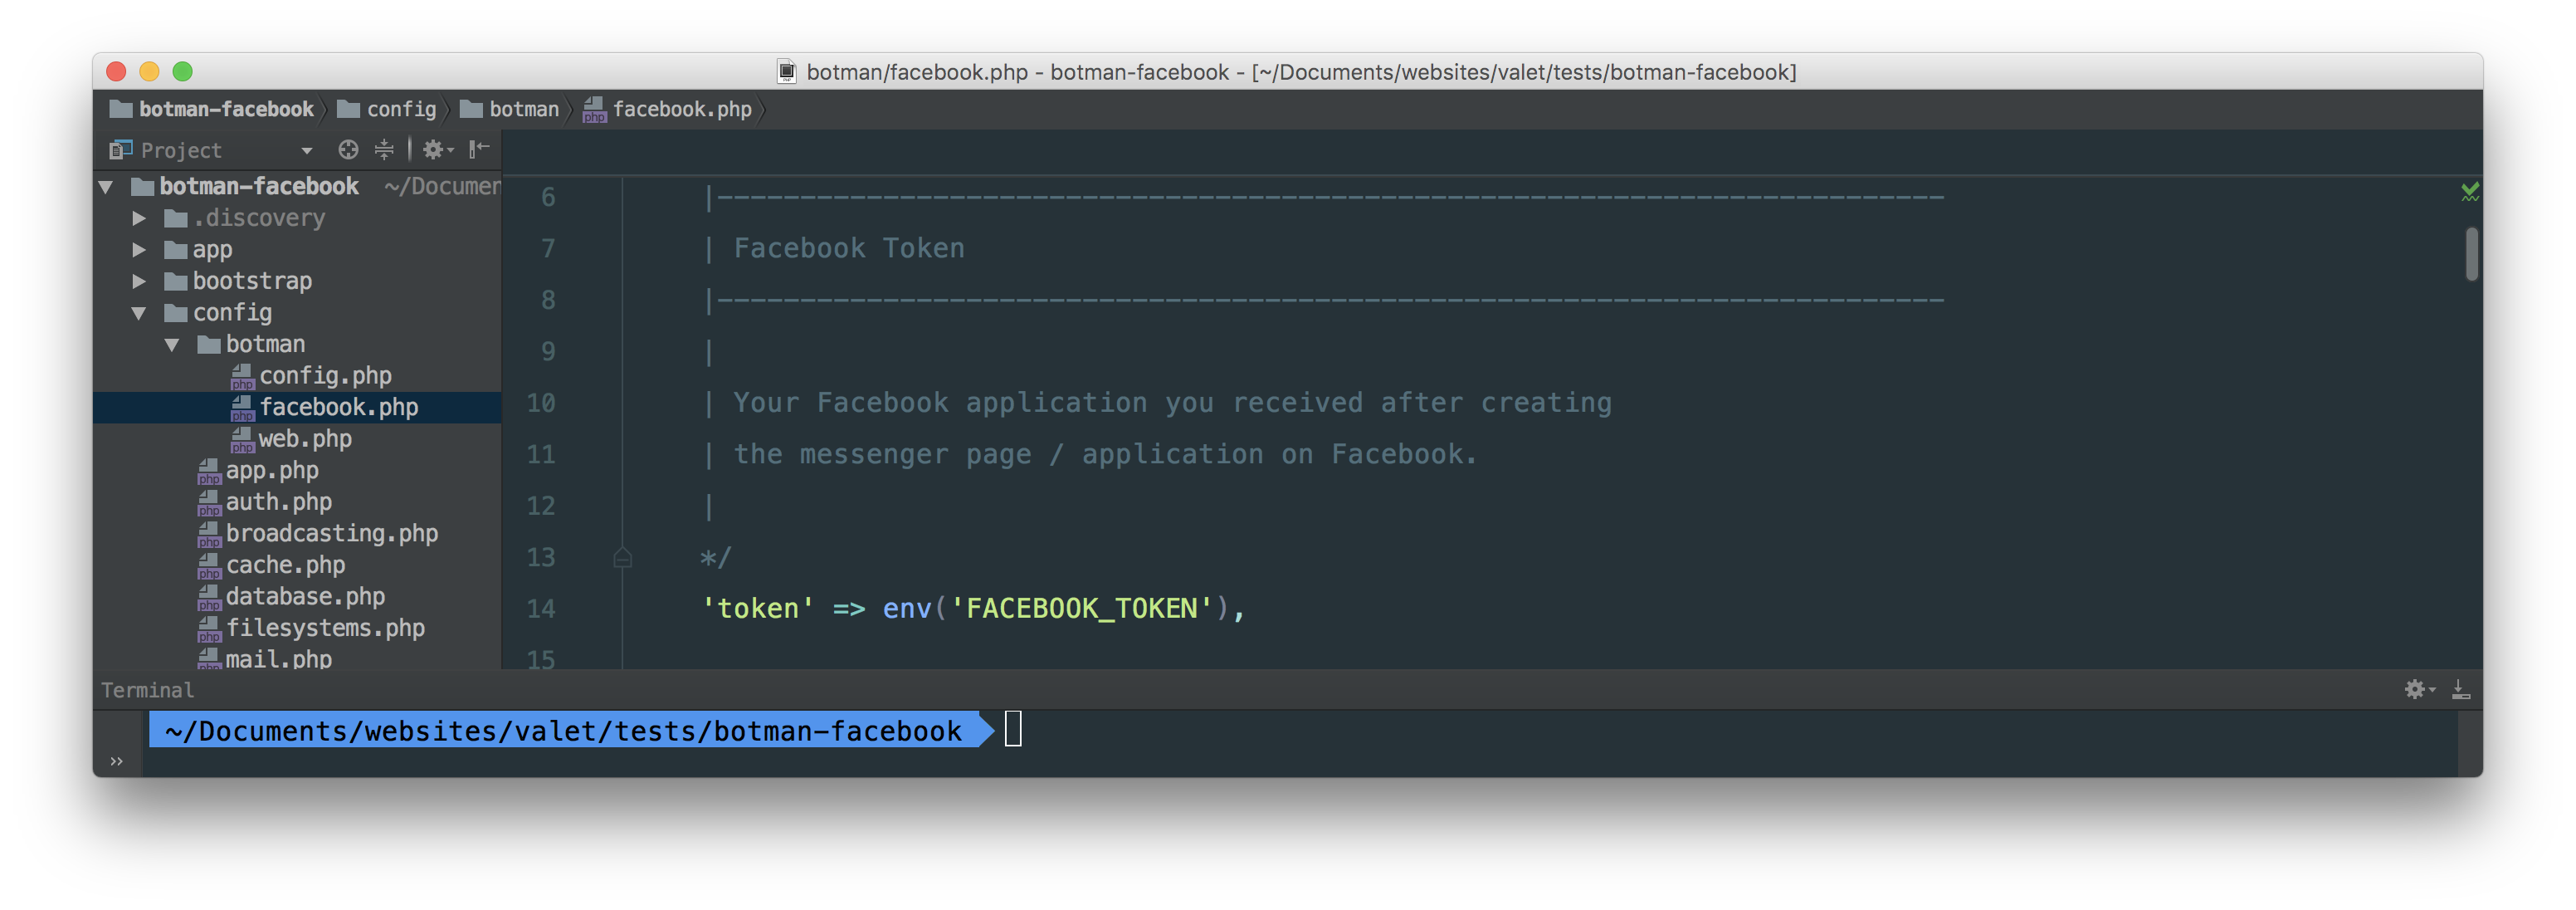 botman/facebook.php - botman-facebook - [~/Documents/websites/valet/tests/botman-facebook]
botman-facebook config botman facebook.php
Project
botman-facebook ~/Documen
.discovery
app
bootstrap
config
botman
config.php
facebook.php
web.php
app.php
auth.php
broadcasting.php
cache.php
database.php
filesystems.php
mail.php
6 |--------------------------------------------------------------------------
7 | Facebook Token
8 |--------------------------------------------------------------------------
9 |
10 | Your Facebook application you received after creating
11 | the messenger page / application on Facebook.
12 |
13 */
14 'token' => env('FACEBOOK_TOKEN'),
15
Terminal
~/Documents/websites/valet/tests/botman-facebook
»